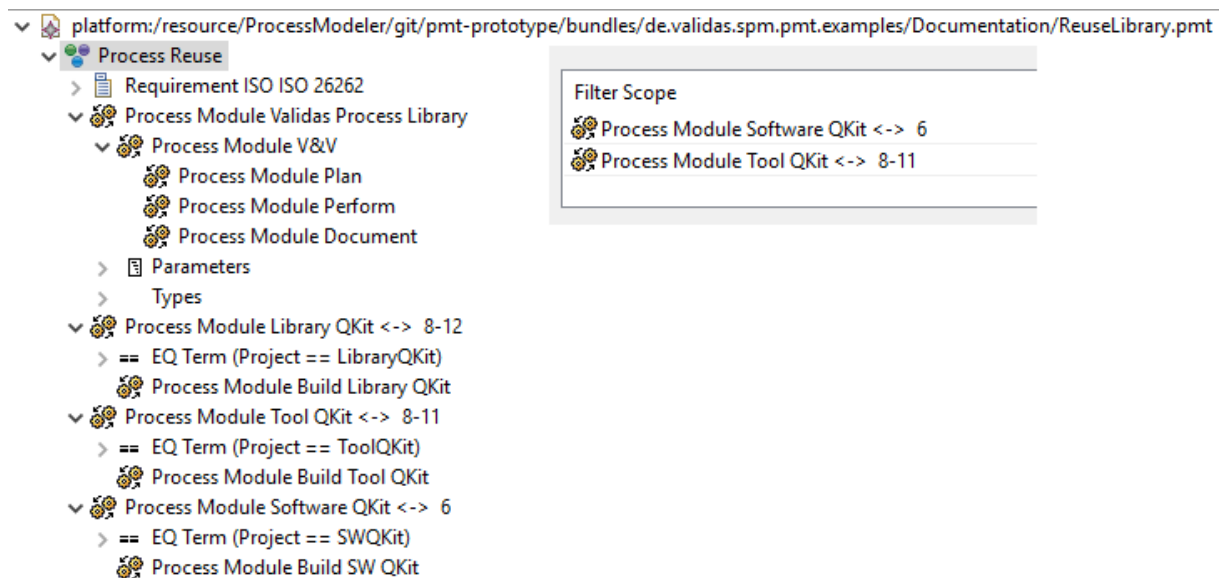 platform:/resource/ProcessModeler/git/pmt-prototype/bundles/de.validas.spm.pmt.examples/Documentation/ReuseLibrary.pmt
Process Reuse
Requirement ISO ISO 26262
Process Module Validas Process Library
Process Module V&V
Process Module Plan
Process Module Perform
Process Module Document
Parameters
Types
Process Module Library QKit <-> 8-12
== EQ Term (Project == LibraryQKit)
Process Module Build Library QKit
Process Module Tool QKit <-> 8-11
== EQ Term (Project == ToolQKit)
Process Module Build Tool QKit
Process Module Software QKit <-> 6
== EQ Term (Project == SWQKit)
Process Module Build SW QKit
Filter Scope
Process Module Software QKit <-> 6
Process Module Tool QKit <-> 8-11